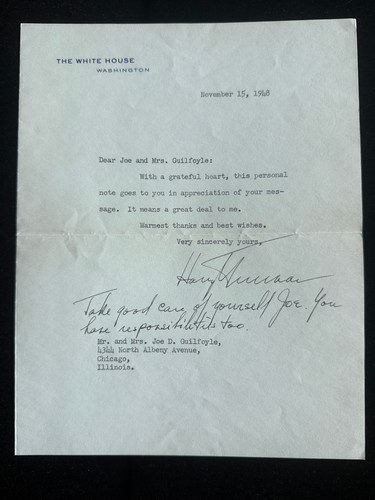 THE WHITE HOUSE
WASHINGTON
November 15, 1948
Dear Joe and Mrs. Guilfoyle:
With a grateful heart, this personal
note goes to you in appreciation of your mes-
sage. It means a great deal to me.
Warmest thanks and best wishes.
Very sincerely yours,
Harry Truman
Take good care of yourself Joe. You
have responsibilities too.
Mr. and Mrs. Joe D. Guilfoyle,
4344 North Albany Avenue,
Chicago,
Illinois.